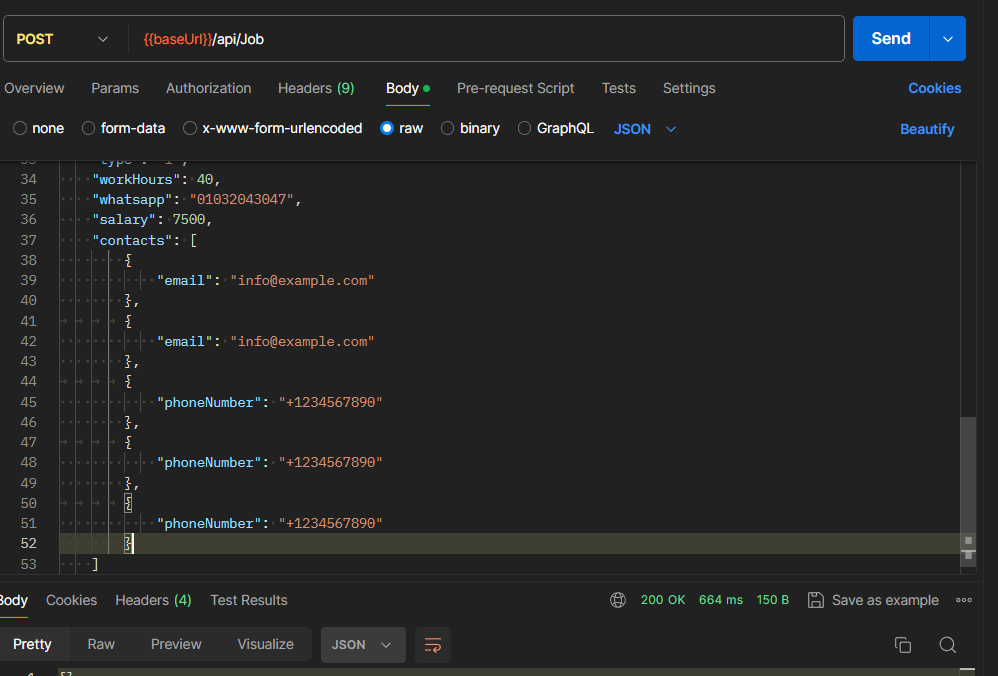 POST {{baseUrl}}/api/Job Send
Overview Params Authorization Headers (9) Body Pre-request Script Tests Settings Cookies
none form-data x-www-form-urlencoded raw binary GraphQL JSON Beautify
34 "workHours": 40,
35 "whatsapp": "01032043047",
36 "salary": 7500,
37 "contacts": [
38 {
39 "email": "info@example.com"
40 },
41 {
42 "email": "info@example.com"
43 },
44 {
45 "phoneNumber": "+1234567890"
46 },
47 {
48 "phoneNumber": "+1234567890"
49 },
50 {
51 "phoneNumber": "+1234567890"
52 }
53 ]
Body Cookies Headers (4) Test Results 200 OK 664 ms 150 B Save as example
Pretty Raw Preview Visualize JSON